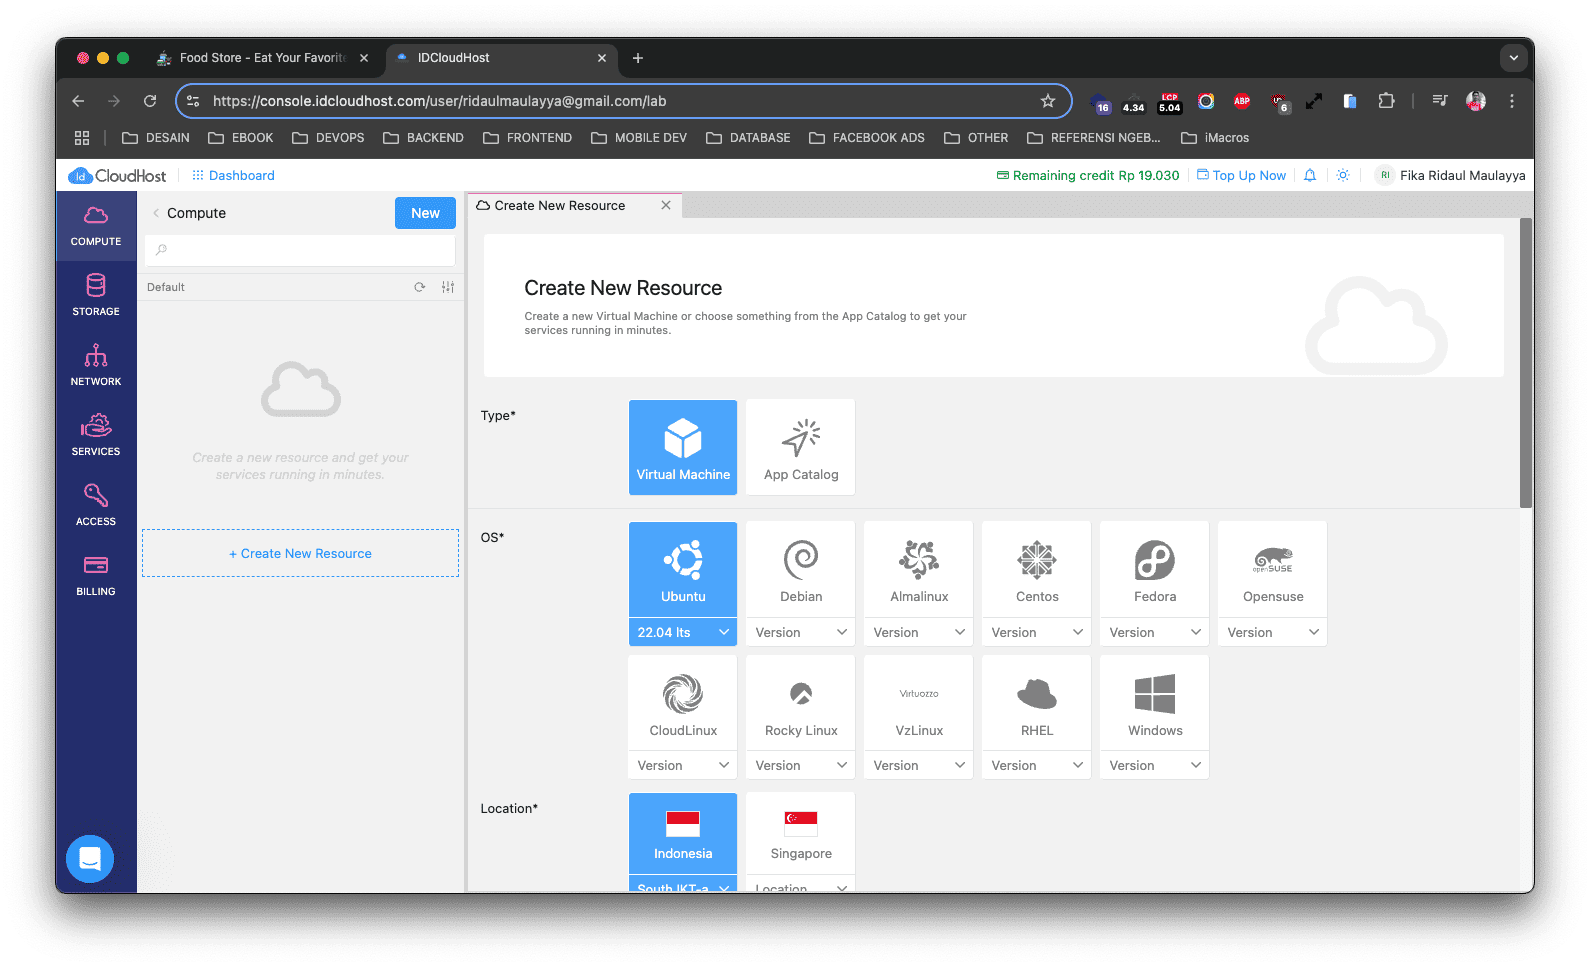 Food Store - Eat Your Favorite
IDCloudHost
https://console.idcloudhost.com/user/ridaulmaulayya@gmail.com/lab
16
4.34
LCP
5.04
ABP
6
DESAIN
EBOOK
DEVOPS
BACKEND
FRONTEND
MOBILE DEV
DATABASE
FACEBOOK ADS
OTHER
REFERENSI NGEB...
iMacros
Id CloudHost
Dashboard
Remaining credit Rp 19.030
Top Up Now
RI
Fika Ridaul Maulayya
COMPUTE
STORAGE
NETWORK
SERVICES
ACCESS
BILLING
Compute
New
Default
Create a new resource and get your
services running in minutes.
+ Create New Resource
Create New Resource
Create New Resource
Create a new Virtual Machine or choose something from the App Catalog to get your
services running in minutes.
Type*
Virtual Machine
App Catalog
OS*
Ubuntu
22.04 lts
Debian
Version
Almalinux
Version
Centos
Version
Fedora
Version
openSUSE
Opensuse
Version
CloudLinux
Version
Rocky Linux
Version
Virtuozzo
VzLinux
Version
RHEL
Version
Windows
Version
Location*
Indonesia
South JKT-a
Singapore
Location